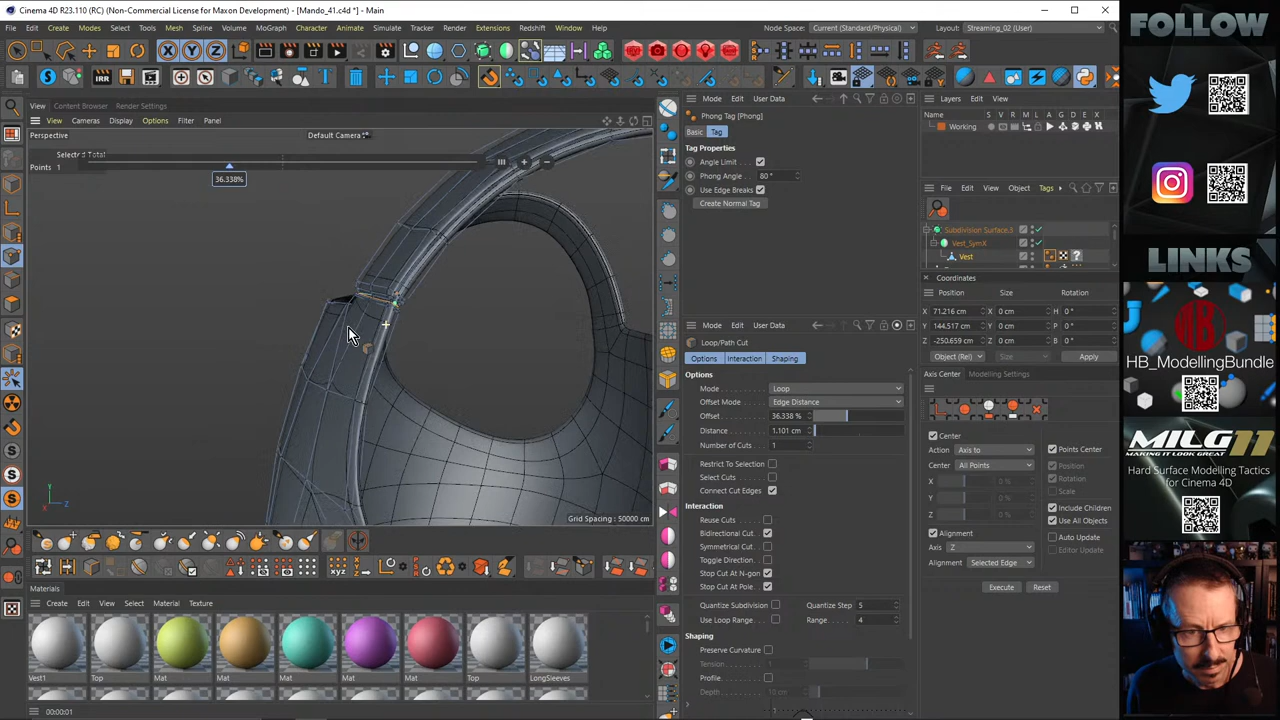 Cinema 4D R23.110 (RC) (Non-Commercial License for Maxon Development) - [Mando_41.c4d *] - Main
File Edit Create Modes Select Tools Mesh Spline Volume MoGraph Character Animate Simulate Tracker Render Extensions Redshift Window Help
Node Space: Current (Standard/Physical) Layout: Streaming_02 (User)
View Content Browser Render Settings
View Cameras Display Options Filter Panel
Perspective Default Camera
Selected Total
Points 1
36.338%
Grid Spacing : 50000 cm
Materials
Create Edit View Select Material Texture
Vest1 Top Mat Mat Mat Mat Mat Top LongSleeves
00:00:01
Mode Edit User Data
Phong Tag [Phong]
Basic Tag
Tag Properties
Angle Limit
Phong Angle 80 °
Use Edge Breaks
Create Normal Tag
Mode Edit User Data
Loop/Path Cut
Options Interaction Shaping
Options
Mode Loop
Offset Mode Edge Distance
Offset 36.338 %
Distance 1.101 cm
Number of Cuts 1
Restrict To Selection
Select Cuts
Connect Cut Edges
Interaction
Reuse Cuts
Bidirectional Cut
Symmetrical Cut
Toggle Direction
Stop Cut At N-gon
Stop Cut At Pole
Quantize Subdivision Quantize Step 5
Use Loop Range Range 4
Shaping
Preserve Curvature
Tension
Profile
Depth 10 cm
Layers Edit View
Name S V R M L A G D E X
Working
File Edit View Object Tags
Subdivision Surface.3
Vest_SymX
Vest
Coordinates
Position Size Rotation
X 71.216 cm X 0 cm H 0 °
Y 144.517 cm Y 0 cm P 0 °
Z -250.659 cm Z 0 cm B 0 °
Object (Rel) Size Apply
Axis Center Modelling Settings
Center
Action Axis to Points Center
Center All Points Position
X 0 % Rotation
Y 0 % Scale
Z 0 % Include Children
Alignment Use All Objects
Axis Z Auto Update
Alignment Selected Edge Editor Update
Execute Reset
FOLLOW
LINKS
HB_ModellingBundle
MILG11
MAKING IT LOOK GREAT
Hard Surface Modelling Tactics
for Cinema 4D